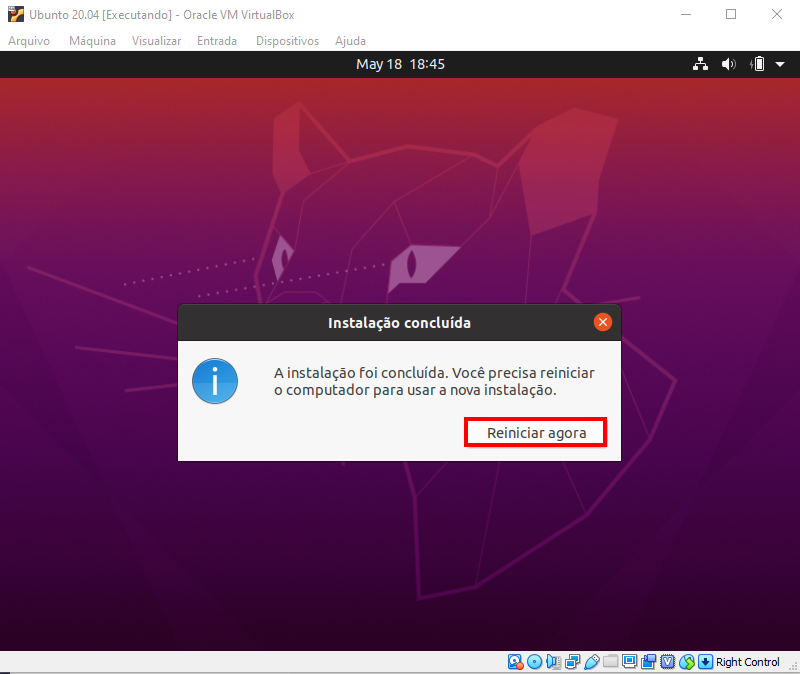 Ubunto 20.04 [Executando] - Oracle VM VirtualBox
Arquivo Máquina Visualizar Entrada Dispositivos Ajuda
May 18 18:45
Instalação concluída
A instalação foi concluída. Você precisa reiniciar
o computador para usar a nova instalação.
Reiniciar agora
Right Control